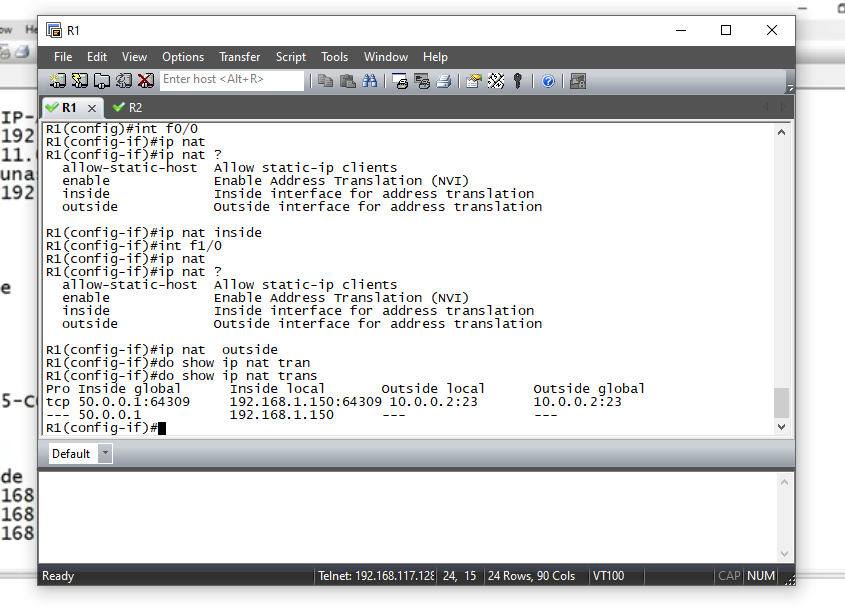 R1
File Edit View Options Transfer Script Tools Window Help
Enter host <Alt+R>
R1 R2
R1(config)#int f0/0
R1(config-if)#ip nat
R1(config-if)#ip nat ?
  allow-static-host  Allow static-ip clients
  enable             Enable Address Translation (NVI)
  inside             Inside interface for address translation
  outside            Outside interface for address translation
R1(config-if)#ip nat inside
R1(config-if)#int f1/0
R1(config-if)#ip nat
R1(config-if)#ip nat ?
  allow-static-host  Allow static-ip clients
  enable             Enable Address Translation (NVI)
  inside             Inside interface for address translation
  outside            Outside interface for address translation
R1(config-if)#ip nat  outside
R1(config-if)#do show ip nat tran
R1(config-if)#do show ip nat trans
Pro Inside global      Inside local       Outside local      Outside global
tcp 50.0.0.1:64309     192.168.1.150:64309 10.0.0.2:23       10.0.0.2:23
--- 50.0.0.1           192.168.1.150      ---                ---
R1(config-if)#
Default
Ready Telnet: 192.168.117.128 24, 15 24 Rows, 90 Cols VT100 CAP NUM
IP-
192
11.
una
192
e
5-C
de
168
168
168